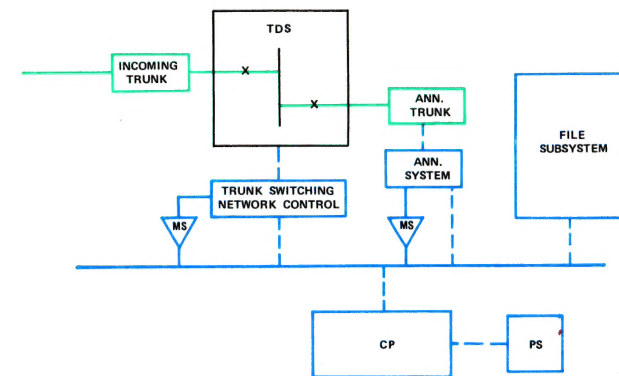 TDS
INCOMING
TRUNK
X
X
ANN.
TRUNK
FILE
SUBSYSTEM
ANN.
SYSTEM
TRUNK SWITCHING
NETWORK CONTROL
MS
MS
CP
PS